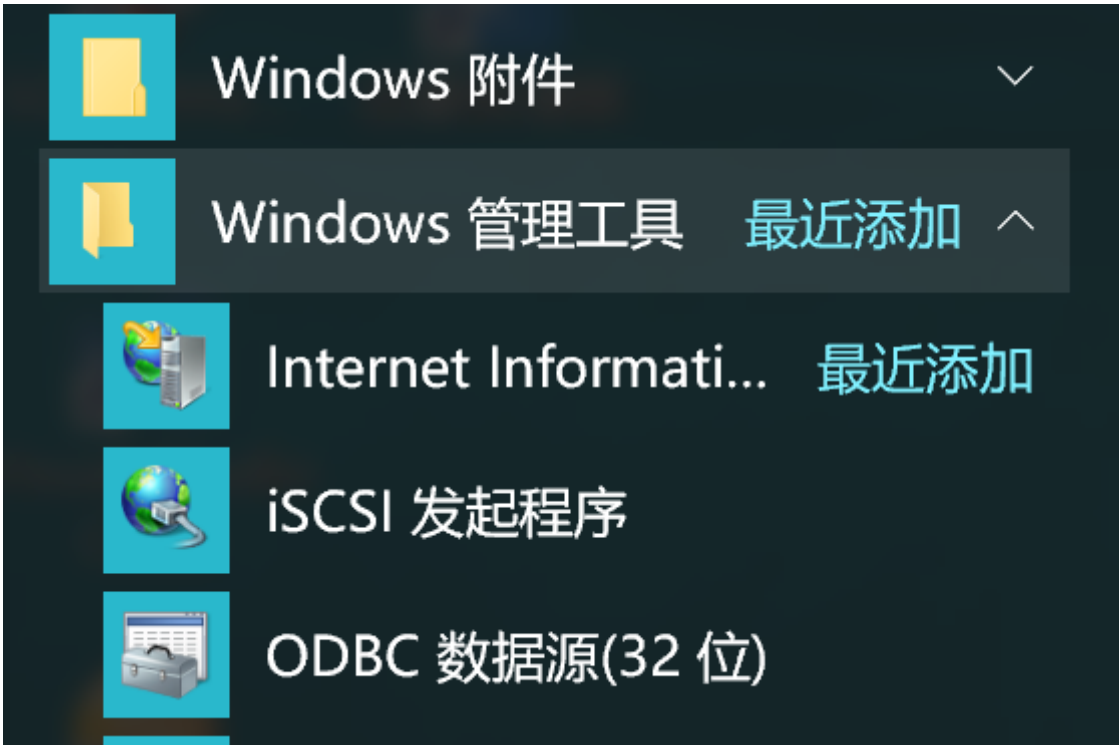 Windows 附件
Windows 管理工具 最近添加
Internet Informati... 最近添加
iSCSI 发起程序
ODBC 数据源(32 位)